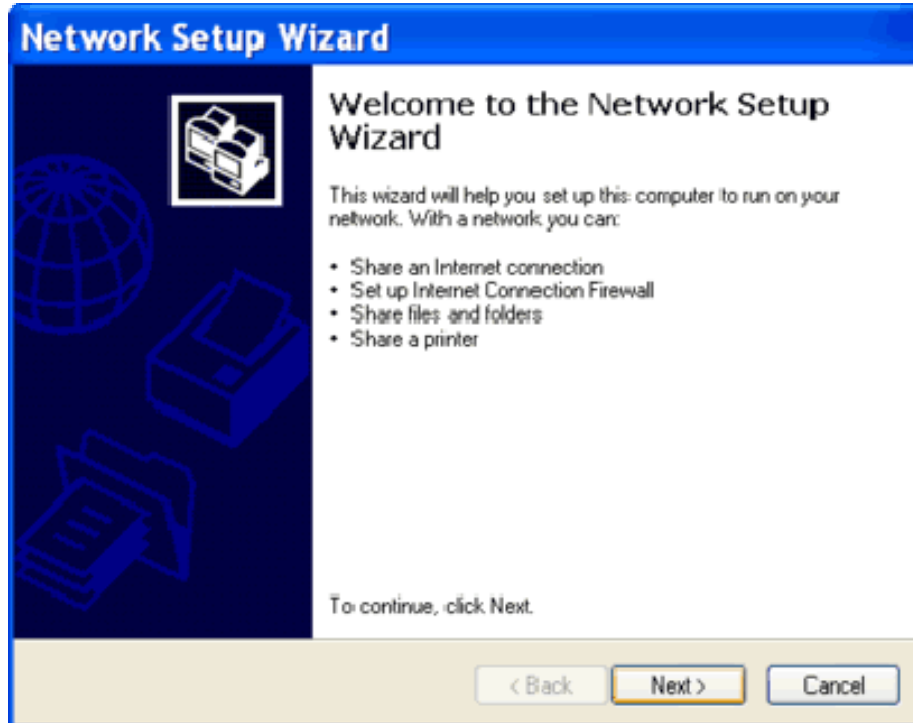 Network Setup Wizard
Welcome to the Network Setup
Wizard
This wizard will help you set up this computer to run on your
network. With a network you can:
• Share an Internet connection
• Set up Internet Connection Firewall
• Share files and folders
• Share a printer
To continue, click Next.
< Back Next > Cancel